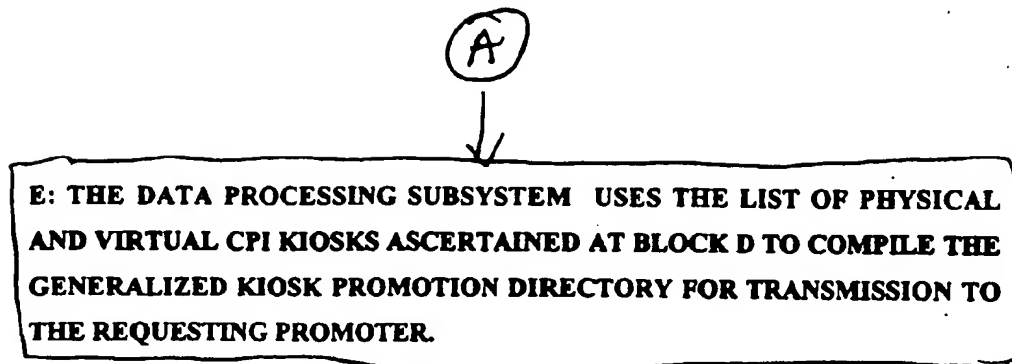 A
E: THE DATA PROCESSING SUBSYSTEM USES THE LIST OF PHYSICAL
AND VIRTUAL CPI KIOSKS ASCERTAINED AT BLOCK D TO COMPILE THE
GENERALIZED KIOSK PROMOTION DIRECTORY FOR TRANSMISSION TO
THE REQUESTING PROMOTER.